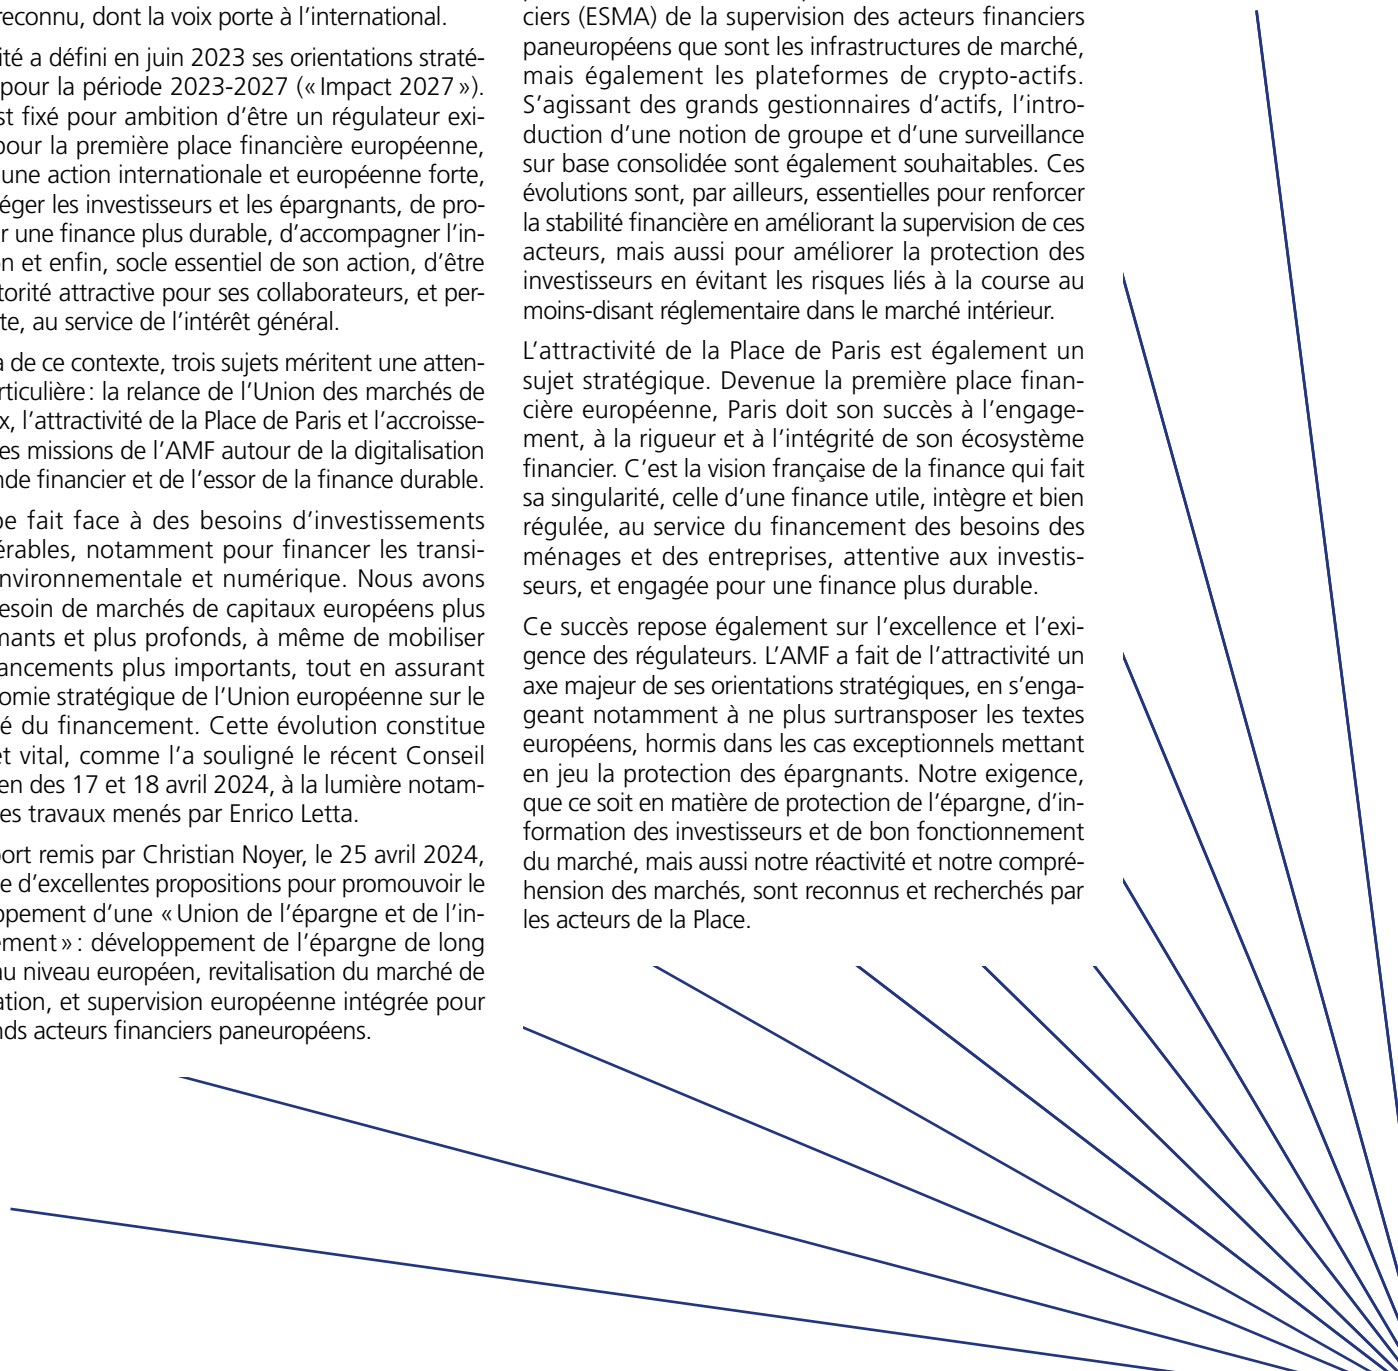 reconnu, dont la voix porte à l’international.
ité a défini en juin 2023 ses orientations straté-
pour la période 2023-2027 (« Impact 2027 »).
st fixé pour ambition d’être un régulateur exi-
pour la première place financière européenne,
une action internationale et européenne forte,
éger les investisseurs et les épargnants, de pro-
r une finance plus durable, d’accompagner l’in-
on et enfin, socle essentiel de son action, d’être
torité attractive pour ses collaborateurs, et per-
te, au service de l’intérêt général.
à de ce contexte, trois sujets méritent une atten-
rticulière : la relance de l’Union des marchés de
x, l’attractivité de la Place de Paris et l’accroisse-
es missions de l’AMF autour de la digitalisation
nde financier et de l’essor de la finance durable.
pe fait face à des besoins d’investissements
érables, notamment pour financer les transi-
nvironnementale et numérique. Nous avons
esoin de marchés de capitaux européens plus
mants et plus profonds, à même de mobiliser
ancements plus importants, tout en assurant
omie stratégique de l’Union européenne sur le
é du financement. Cette évolution constitue
et vital, comme l’a souligné le récent Conseil
en des 17 et 18 avril 2024, à la lumière notam-
es travaux menés par Enrico Letta.
port remis par Christian Noyer, le 25 avril 2024,
e d’excellentes propositions pour promouvoir le
ppement d’une « Union de l’épargne et de l’in-
ement » : développement de l’épargne de long
au niveau européen, revitalisation du marché de
ation, et supervision européenne intégrée pour
nds acteurs financiers paneuropéens.
ciers (ESMA) de la supervision des acteurs financiers
paneuropéens que sont les infrastructures de marché,
mais également les plateformes de crypto-actifs.
S’agissant des grands gestionnaires d’actifs, l’intro-
duction d’une notion de groupe et d’une surveillance
sur base consolidée sont également souhaitables. Ces
évolutions sont, par ailleurs, essentielles pour renforcer
la stabilité financière en améliorant la supervision de ces
acteurs, mais aussi pour améliorer la protection des
investisseurs en évitant les risques liés à la course au
moins-disant réglementaire dans le marché intérieur.
L’attractivité de la Place de Paris est également un
sujet stratégique. Devenue la première place finan-
cière européenne, Paris doit son succès à l’engage-
ment, à la rigueur et à l’intégrité de son écosystème
financier. C’est la vision française de la finance qui fait
sa singularité, celle d’une finance utile, intègre et bien
régulée, au service du financement des besoins des
ménages et des entreprises, attentive aux investis-
seurs, et engagée pour une finance plus durable.
Ce succès repose également sur l’excellence et l’exi-
gence des régulateurs. L’AMF a fait de l’attractivité un
axe majeur de ses orientations stratégiques, en s’enga-
geant notamment à ne plus surtransposer les textes
européens, hormis dans les cas exceptionnels mettant
en jeu la protection des épargnants. Notre exigence,
que ce soit en matière de protection de l’épargne, d’in-
formation des investisseurs et de bon fonctionnement
du marché, mais aussi notre réactivité et notre compré-
hension des marchés, sont reconnus et recherchés par
les acteurs de la Place.